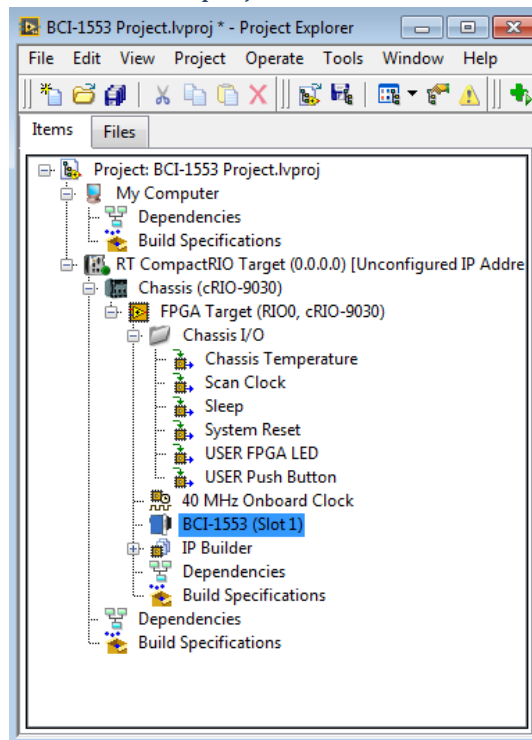 BCI-1553 Project.lvproj * - Project Explorer
File Edit View Project Operate Tools Window Help
Items Files
Project: BCI-1553 Project.lvproj
My Computer
Dependencies
Build Specifications
RT CompactRIO Target (0.0.0.0) [Unconfigured IP Addre
Chassis (cRIO-9030)
FPGA Target (RIO0, cRIO-9030)
Chassis I/O
Chassis Temperature
Scan Clock
Sleep
System Reset
USER FPGA LED
USER Push Button
40 MHz Onboard Clock
BCI-1553 (Slot 1)
IP Builder
Dependencies
Build Specifications
Dependencies
Build Specifications